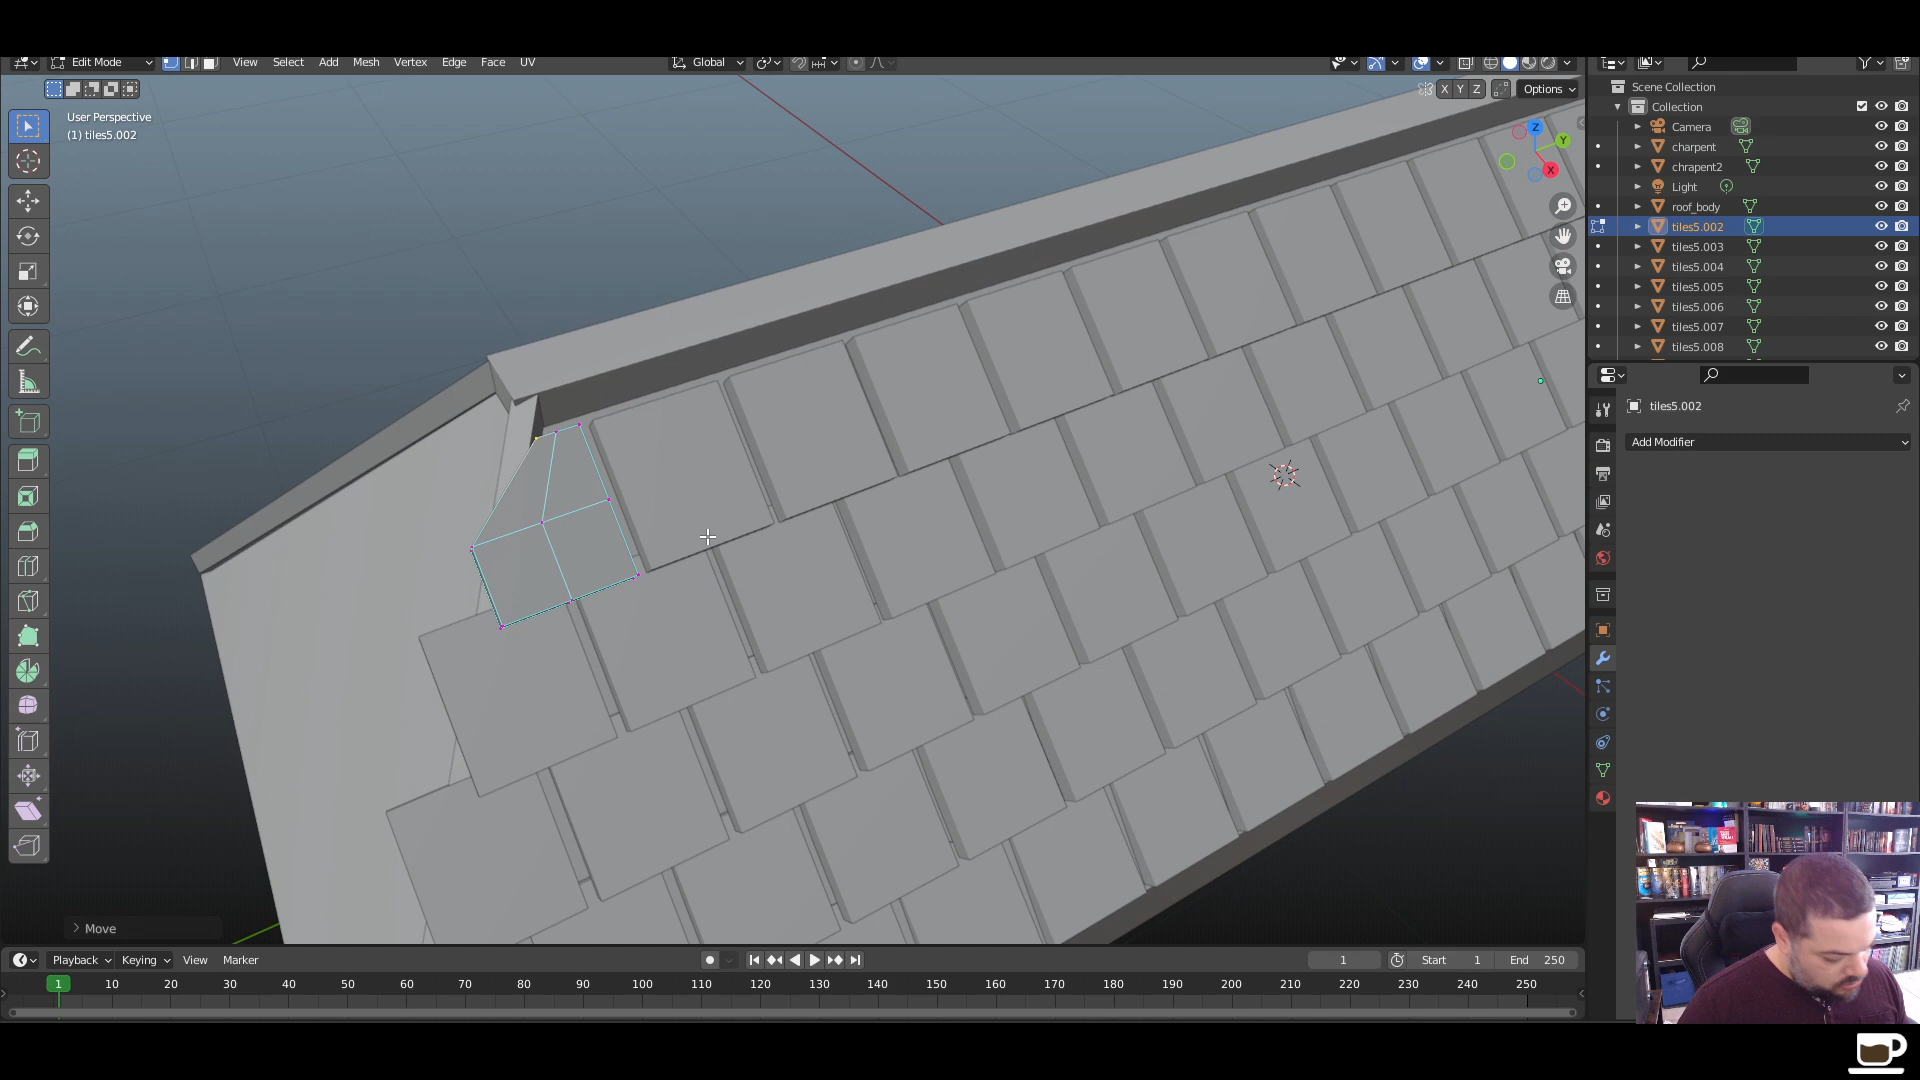 Edit Mode View Select Add Mesh Vertex Edge Face UV Global
X Y Z Options
User Perspective
(1) tiles5.002
Z
Y
X
Scene Collection
Collection
Camera
charpent
chrapent2
Light
roof_body
tiles5.002
tiles5.003
tiles5.004
tiles5.005
tiles5.006
tiles5.007
tiles5.008
tiles5.002
Add Modifier
Move
Playback Keying View Marker 1 Start 1 End 250
1 10 20 30 40 50 60 70 80 90 100 110 120 130 140 150 160 170 180 190 200 210 220 230 240 250